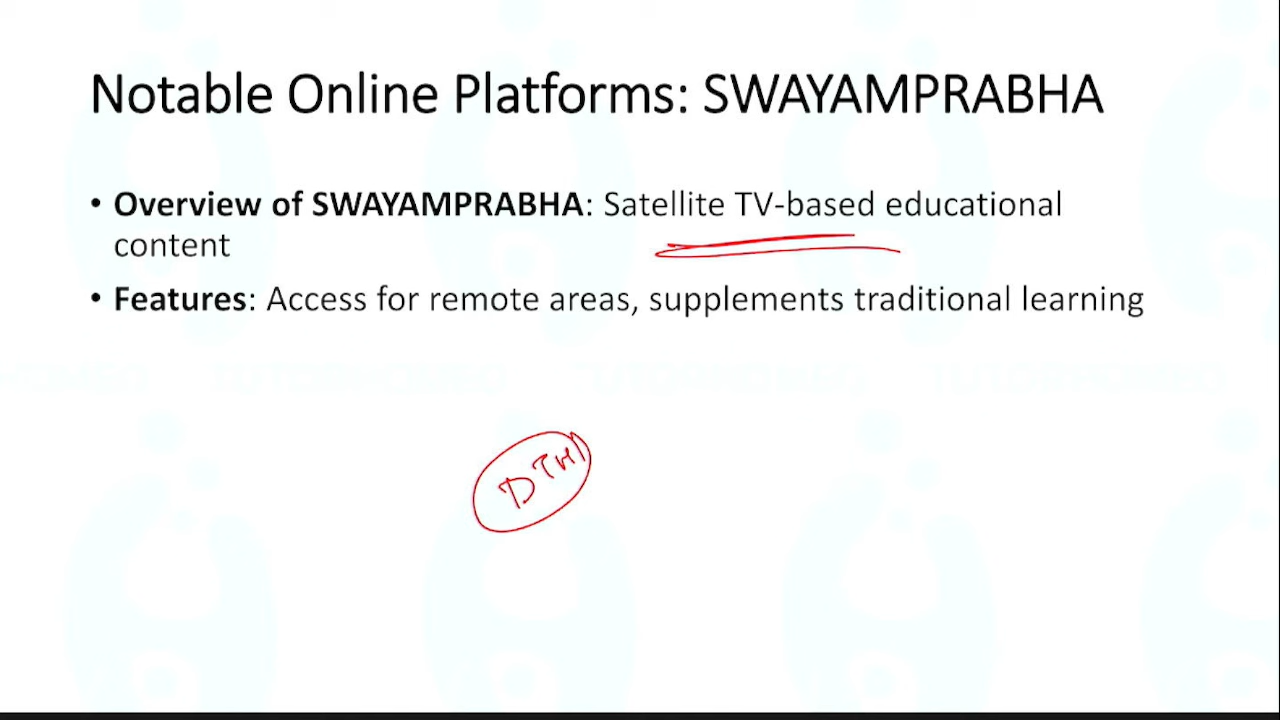 Notable Online Platforms: SWAYAMPRABHA
• Overview of SWAYAMPRABHA: Satellite TV-based educational
content
• Features: Access for remote areas, supplements traditional learning
DTH